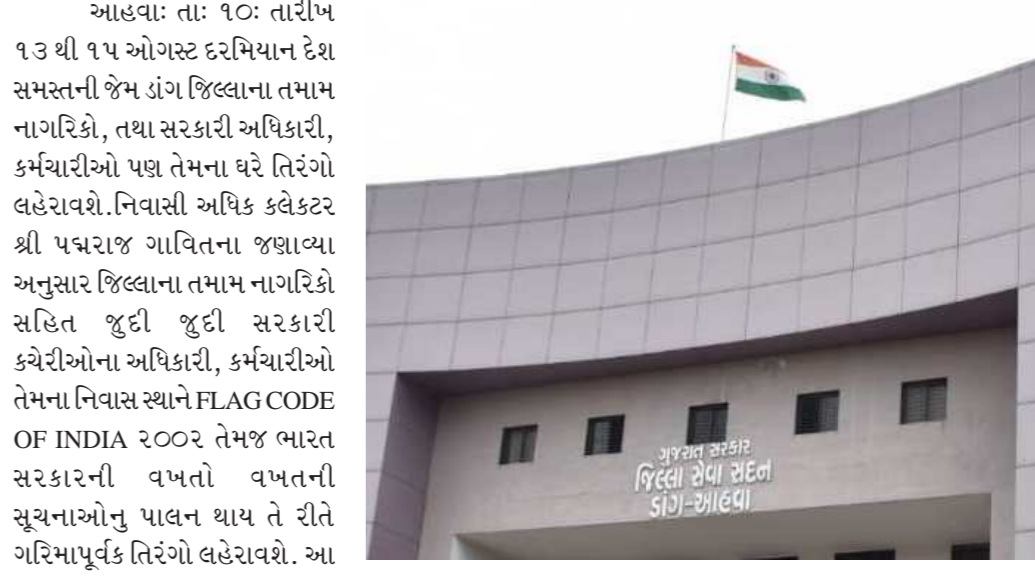 આહવાઃ તાઃ ૧૦ઃ તારીખ
૧૩ થી ૧૫ ઓગસ્ટ દરમિયાન દેશ
સમસ્તની જેમ ડાંગ જિલ્લાના તમામ
નાગરિકો, તથા સરકારી અધિકારી,
કર્મચારીઓ પણ તેમના ઘરે તિરંગો
લહેરાવશે.નિવાસી અધિક કલેકટર
શ્રી પદ્મરાજ ગાવિતના જણાવ્યા
અનુસાર જિલ્લાના તમામ નાગરિકો
સહિત જુદી જુદી સરકારી
કચેરીઓના અધિકારી, કર્મચારીઓ
તેમના નિવાસ સ્થાને FLAG CODE
OF INDIA ૨૦૦૨ તેમજ ભારત
સરકારની વખતો વખતની
સૂચનાઓનુ પાલન થાય તે રીતે
ગરિમાપૂર્વક તિરંગો લહેરાવશે. આ
ગુજરાત સરકાર
જિલ્લા સેવા સદન
ડાંગ-આહવા